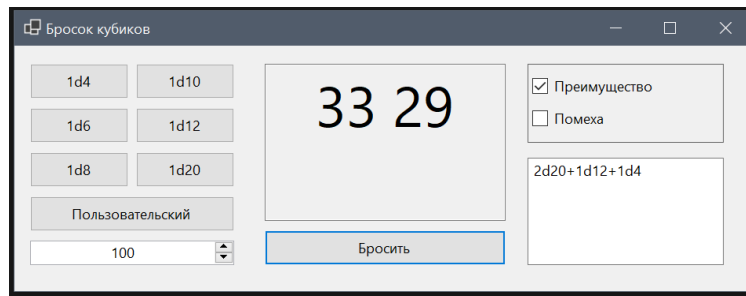 Бросок кубиков
1d4 1d10
1d6 1d12
1d8 1d20
Пользовательский
100
33 29
Бросить
Преимущество
Помеха
2d20+1d12+1d4